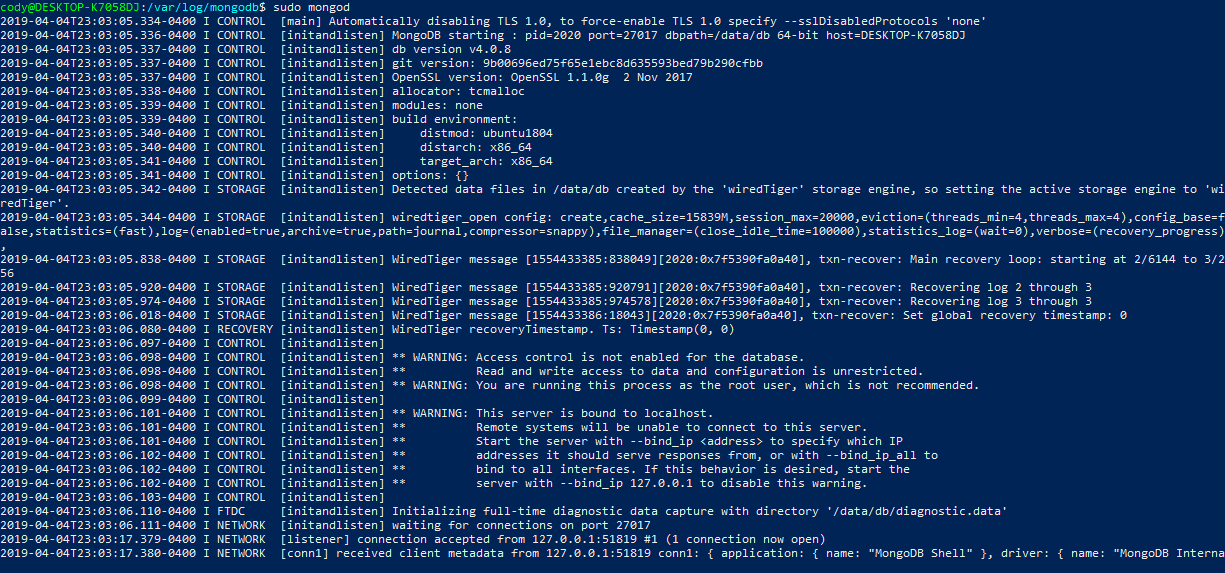 cody@DESKTOP-K7058DJ:/var/log/mongodb$ sudo mongod
2019-04-04T23:03:05.336-0400 I CONTROL  [main] Automatically disabling TLS 1.0, to force-enable TLS 1.0 specify --sslDisabledProtocols 'none'
2019-04-04T23:03:05.336-0400 I CONTROL  [initandlisten] MongoDB starting : pid=2020 port=27017 dbpath=/data/db 64-bit host=DESKTOP-K7058DJ
2019-04-04T23:03:05.337-0400 I CONTROL  [initandlisten] db version v4.0.8
2019-04-04T23:03:05.337-0400 I CONTROL  [initandlisten] git version: 9b00696ed75f65e1ebc8d635593bed79b290cfbb
2019-04-04T23:03:05.337-0400 I CONTROL  [initandlisten] OpenSSL version: OpenSSL 1.1.0g  2 Nov 2017
2019-04-04T23:03:05.338-0400 I CONTROL  [initandlisten] allocator: tcmalloc
2019-04-04T23:03:05.339-0400 I CONTROL  [initandlisten] modules: none
2019-04-04T23:03:05.339-0400 I CONTROL  [initandlisten] build environment:
2019-04-04T23:03:05.340-0400 I CONTROL  [initandlisten]     distmod: ubuntu1804
2019-04-04T23:03:05.340-0400 I CONTROL  [initandlisten]     distarch: x86_64
2019-04-04T23:03:05.341-0400 I CONTROL  [initandlisten]     target_arch: x86_64
2019-04-04T23:03:05.341-0400 I CONTROL  [initandlisten] options: {}
2019-04-04T23:03:05.342-0400 I STORAGE  [initandlisten] Detected data files in /data/db created by the 'wiredTiger' storage engine, so setting the active storage engine to 'wi
redTiger'.
2019-04-04T23:03:05.344-0400 I STORAGE  [initandlisten] wiredtiger_open config: create,cache_size=15839M,session_max=20000,eviction=(threads_min=4,threads_max=4),config_base=f
alse,statistics=(fast),log=(enabled=true,archive=true,path=journal,compressor=snappy),file_manager=(close_idle_time=100000),statistics_log=(wait=0),verbose=(recovery_progress)
,
2019-04-04T23:03:05.838-0400 I STORAGE  [initandlisten] WiredTiger message [1554433385:838049][2020:0x7f5390fa0a40], txn-recover: Main recovery loop: starting at 2/6144 to 3/2
56
2019-04-04T23:03:05.920-0400 I STORAGE  [initandlisten] WiredTiger message [1554433385:920791][2020:0x7f5390fa0a40], txn-recover: Recovering log 2 through 3
2019-04-04T23:03:05.974-0400 I STORAGE  [initandlisten] WiredTiger message [1554433385:974578][2020:0x7f5390fa0a40], txn-recover: Recovering log 3 through 3
2019-04-04T23:03:06.018-0400 I STORAGE  [initandlisten] WiredTiger message [1554433386:18043][2020:0x7f5390fa0a40], txn-recover: Set global recovery timestamp: 0
2019-04-04T23:03:06.080-0400 I RECOVERY [initandlisten] WiredTiger recoveryTimestamp. Ts: Timestamp(0, 0)
2019-04-04T23:03:06.097-0400 I CONTROL  [initandlisten]
2019-04-04T23:03:06.098-0400 I CONTROL  [initandlisten] ** WARNING: Access control is not enabled for the database.
2019-04-04T23:03:06.098-0400 I CONTROL  [initandlisten] **          Read and write access to data and configuration is unrestricted.
2019-04-04T23:03:06.098-0400 I CONTROL  [initandlisten] ** WARNING: You are running this process as the root user, which is not recommended.
2019-04-04T23:03:06.099-0400 I CONTROL  [initandlisten]
2019-04-04T23:03:06.101-0400 I CONTROL  [initandlisten] ** WARNING: This server is bound to localhost.
2019-04-04T23:03:06.101-0400 I CONTROL  [initandlisten] **          Remote systems will be unable to connect to this server.
2019-04-04T23:03:06.101-0400 I CONTROL  [initandlisten] **          Start the server with --bind_ip <address> to specify which IP
2019-04-04T23:03:06.102-0400 I CONTROL  [initandlisten] **          addresses it should serve responses from, or with --bind_ip_all to
2019-04-04T23:03:06.102-0400 I CONTROL  [initandlisten] **          bind to all interfaces. If this behavior is desired, start the
2019-04-04T23:03:06.102-0400 I CONTROL  [initandlisten] **          server with --bind_ip 127.0.0.1 to disable this warning.
2019-04-04T23:03:06.103-0400 I CONTROL  [initandlisten]
2019-04-04T23:03:06.110-0400 I FTDC     [initandlisten] Initializing full-time diagnostic data capture with directory '/data/db/diagnostic.data'
2019-04-04T23:03:06.111-0400 I NETWORK  [initandlisten] waiting for connections on port 27017
2019-04-04T23:03:17.379-0400 I NETWORK  [listener] connection accepted from 127.0.0.1:51819 #1 (1 connection now open)
2019-04-04T23:03:17.380-0400 I NETWORK  [conn1] received client metadata from 127.0.0.1:51819 conn1: { application: { name: "MongoDB Shell" }, driver: { name: "MongoDB Interna